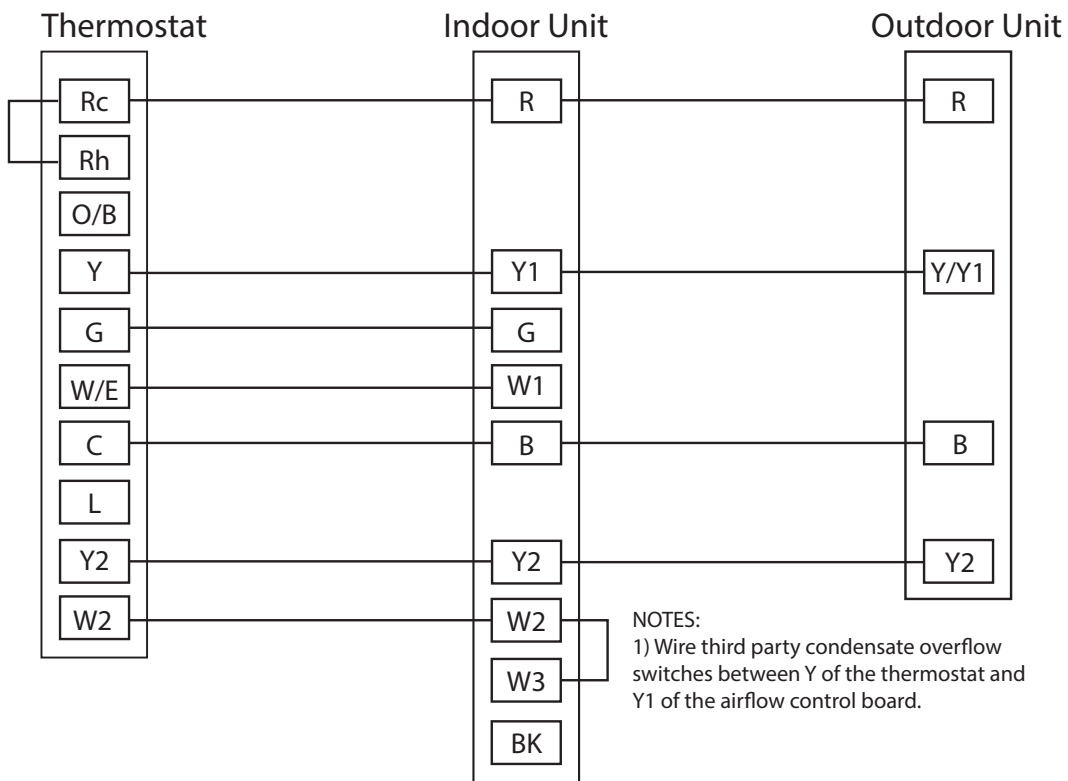 Thermostat Indoor Unit Outdoor Unit
Rc R R
Rh
O/B
Y Y1 Y/Y1
G G
W/E W1
C B B
L
Y2 Y2 Y2
W2 W2
W3
BK
NOTES:
1) Wire third party condensate overflow
switches between Y of the thermostat and
Y1 of the airflow control board.